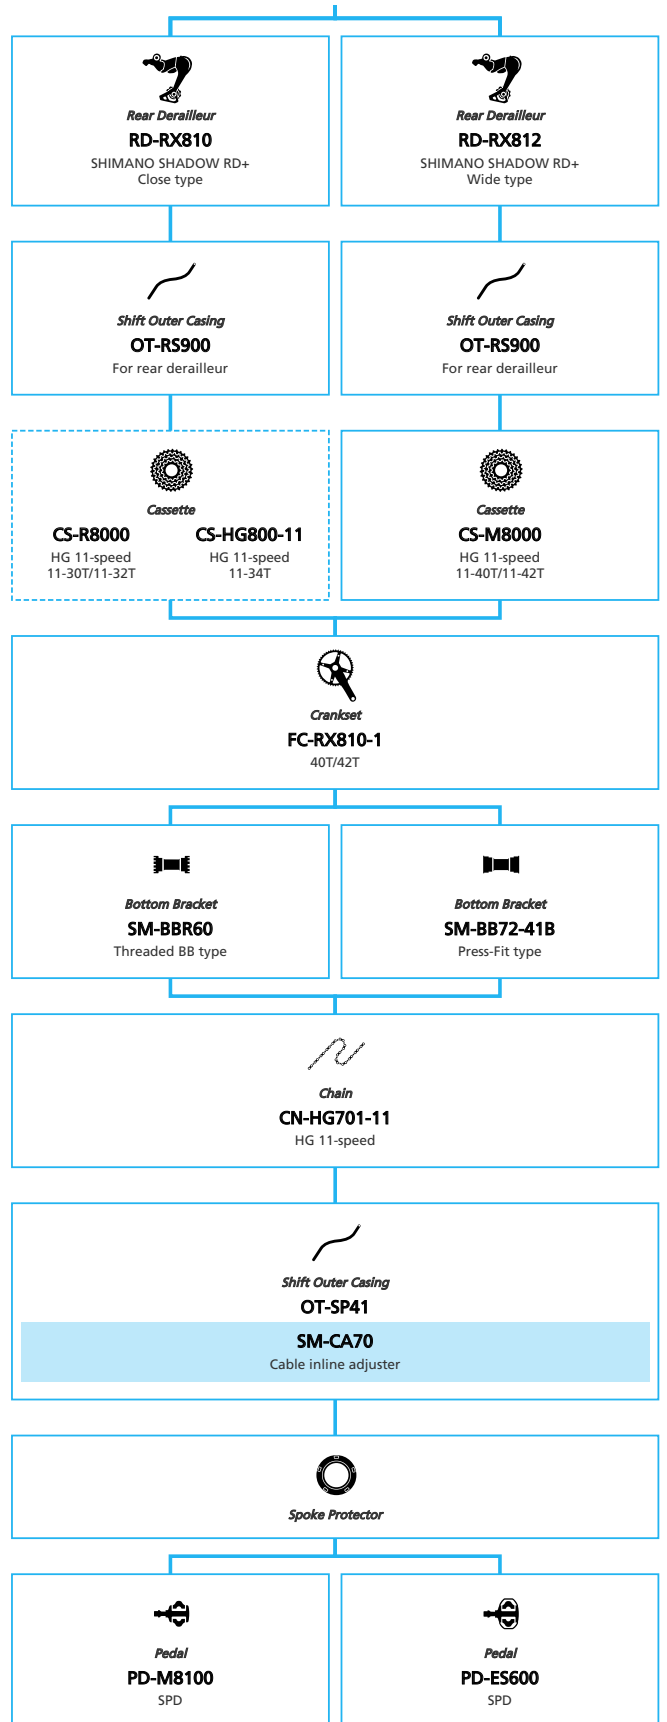 Rear Derailleur
RD-RX810
SHIMANO SHADOW RD+
Close type
Rear Derailleur
RD-RX812
SHIMANO SHADOW RD+
Wide type
Shift Outer Casing
OT-RS900
For rear derailleur
Shift Outer Casing
OT-RS900
For rear derailleur
Cassette
CS-R8000
HG 11-speed
11-30T/11-32T
CS-HG800-11
HG 11-speed
11-34T
Cassette
CS-M8000
HG 11-speed
11-40T/11-42T
Crankset
FC-RX810-1
40T/42T
Bottom Bracket
SM-BBR60
Threaded BB type
Bottom Bracket
SM-BB72-41B
Press-Fit type
Chain
CN-HG701-11
HG 11-speed
Shift Outer Casing
OT-SP41
SM-CA70
Cable inline adjuster
Spoke Protector
Pedal
PD-M8100
SPD
Pedal
PD-ES600
SPD